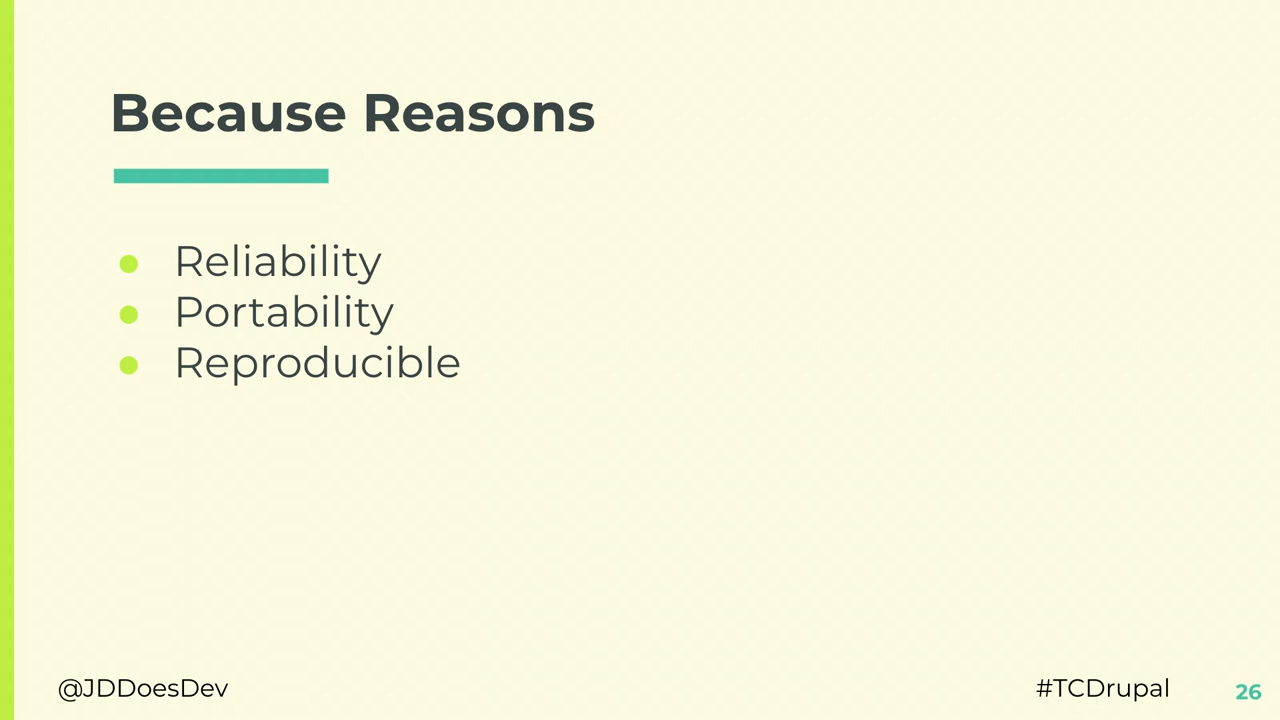 Because Reasons
● Reliability
● Portability
● Reproducible
@JDDoesDev
#TCDrupal
26